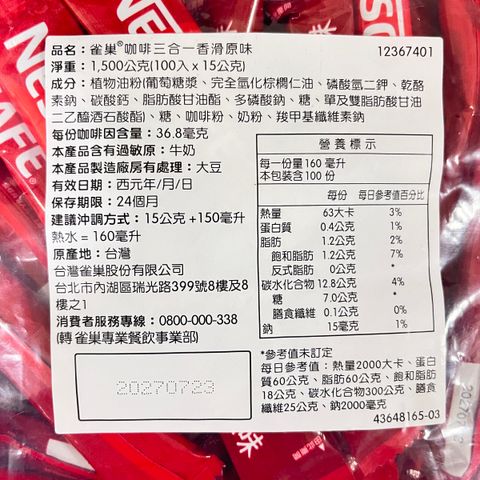 品名：雀巢®咖啡三合一香滑原味
12367401
淨重：1,500公克(100入 x 15公克)
成分：植物油粉(葡萄糖漿、完全氫化棕櫚仁油、磷酸氫二鉀、乾酪
素鈉、碳酸鈣、脂肪酸甘油酯、多磷酸鈉、糖、單及雙脂肪酸甘油
二乙醯酒石酸酯)、糖、咖啡粉、奶粉、羧甲基纖維素鈉
每份咖啡因含量：36.8毫克
本產品含有過敏原：牛奶
本產品製造廠房有處理：大豆
有效日期：西元年/月/日
保存期限：24個月
建議沖調方式：15公克 +150毫升
熱水 = 160毫升
原產地：台灣
台灣雀巢股份有限公司
台北市內湖區瑞光路399號8樓及8
樓之1
消費者服務專線：0800-000-338
(轉 雀巢專業餐飲事業部)
20270723
營養標示
每一份量 160 毫升
本包裝含 100 份
每份 每日參考值百分比
熱量 63大卡 3%
蛋白質 0.4公克 1%
脂肪 1.2公克 2%
飽和脂肪 1.2公克 7%
反式脂肪 0公克 *
碳水化合物 12.8公克 4%
糖 7.0公克 *
膳食纖維 0.1公克 0%
鈉 15毫克 1%
*參考值未訂定
每日參考值：熱量2000大卡、蛋白
質60公克、脂肪60公克、飽和脂肪
18公克、碳水化合物300公克、膳食
纖維25公克、鈉2000毫克
43648165-03